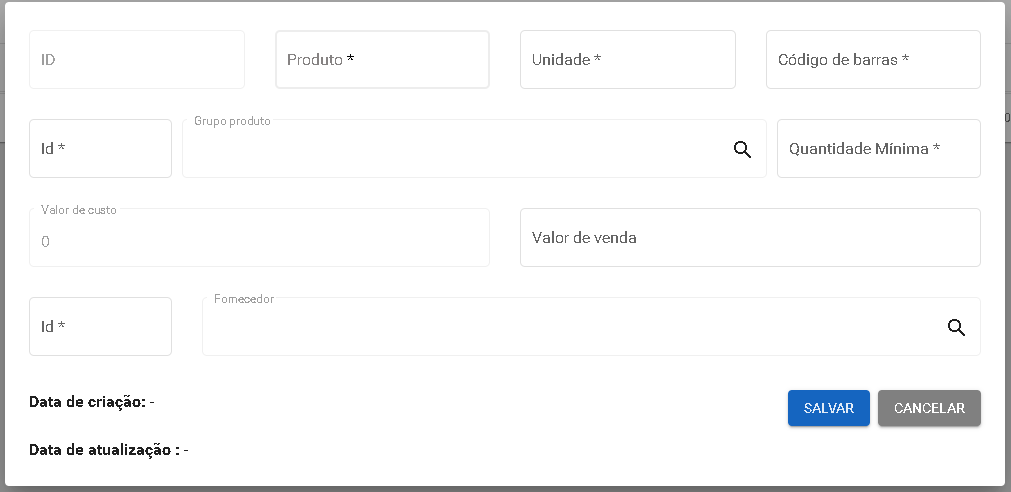 ID
Produto *
Unidade *
Código de barras *
Id *
Grupo produto
Quantidade Mínima *
Valor de custo
0
Valor de venda
Id *
Fornecedor
Data de criação: -
SALVAR
CANCELAR
Data de atualização : -
0